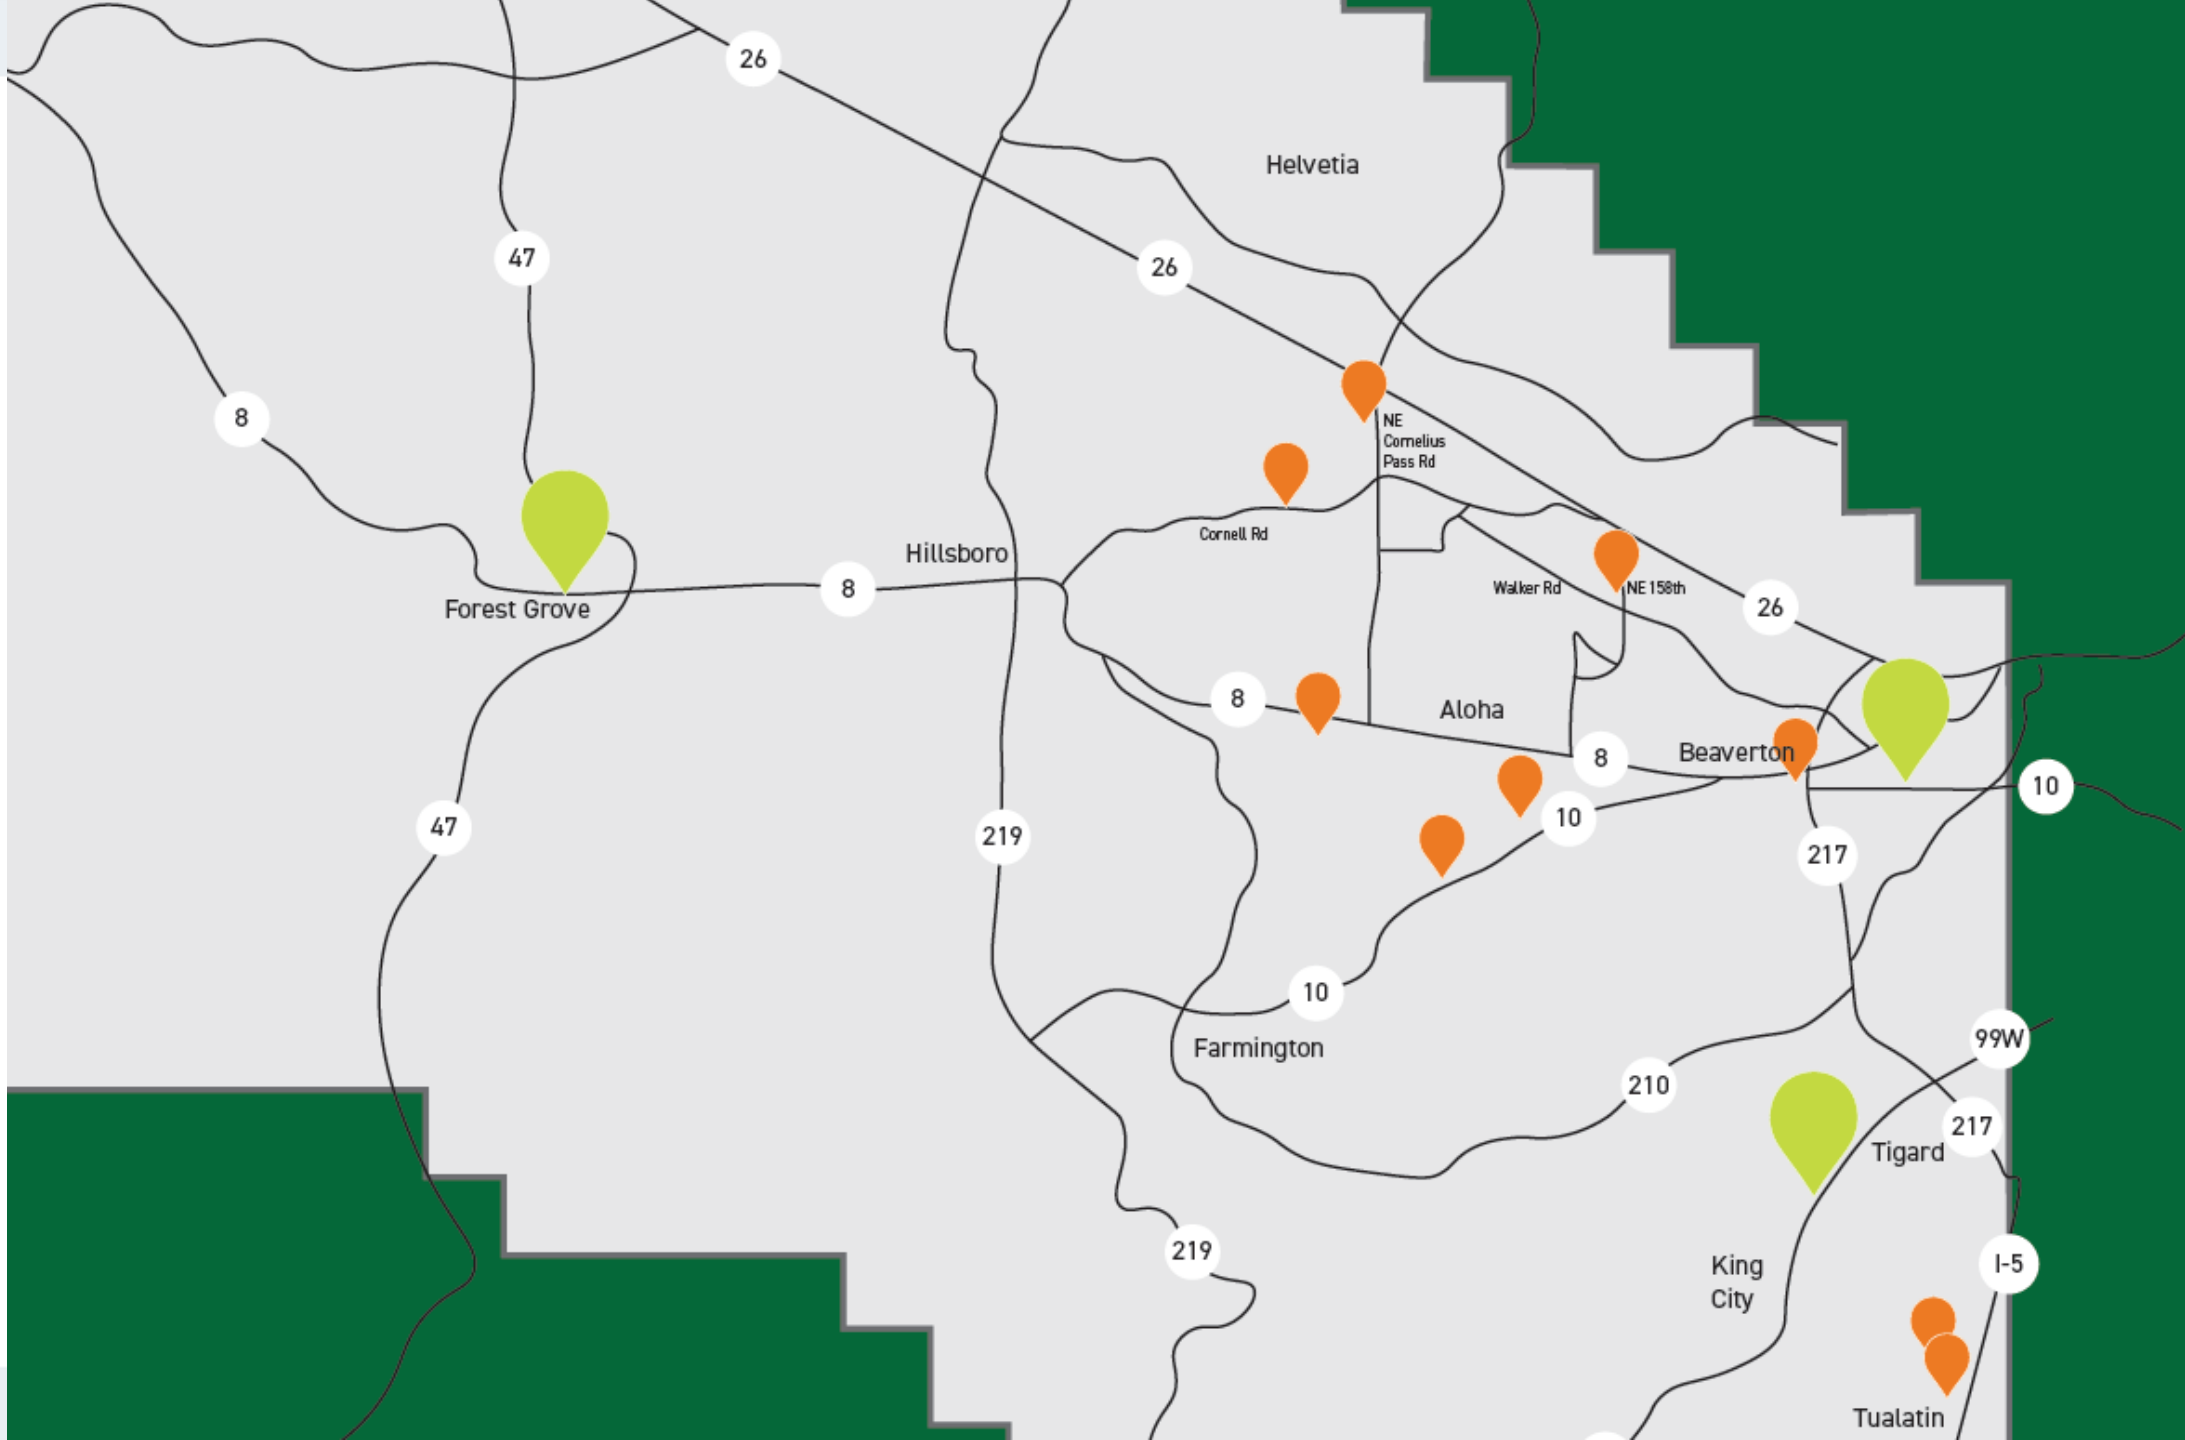 26
Helvetia
47
26
8
NE
Cornelius
Pass Rd
Cornell Rd
Hillsboro
8
Walker Rd
NE 158th
Forest Grove
26
8
Aloha
8
Beaverton
10
10
47
219
217
10
Farmington
99W
210
217
Tigard
219
King
City
I-5
Tualatin